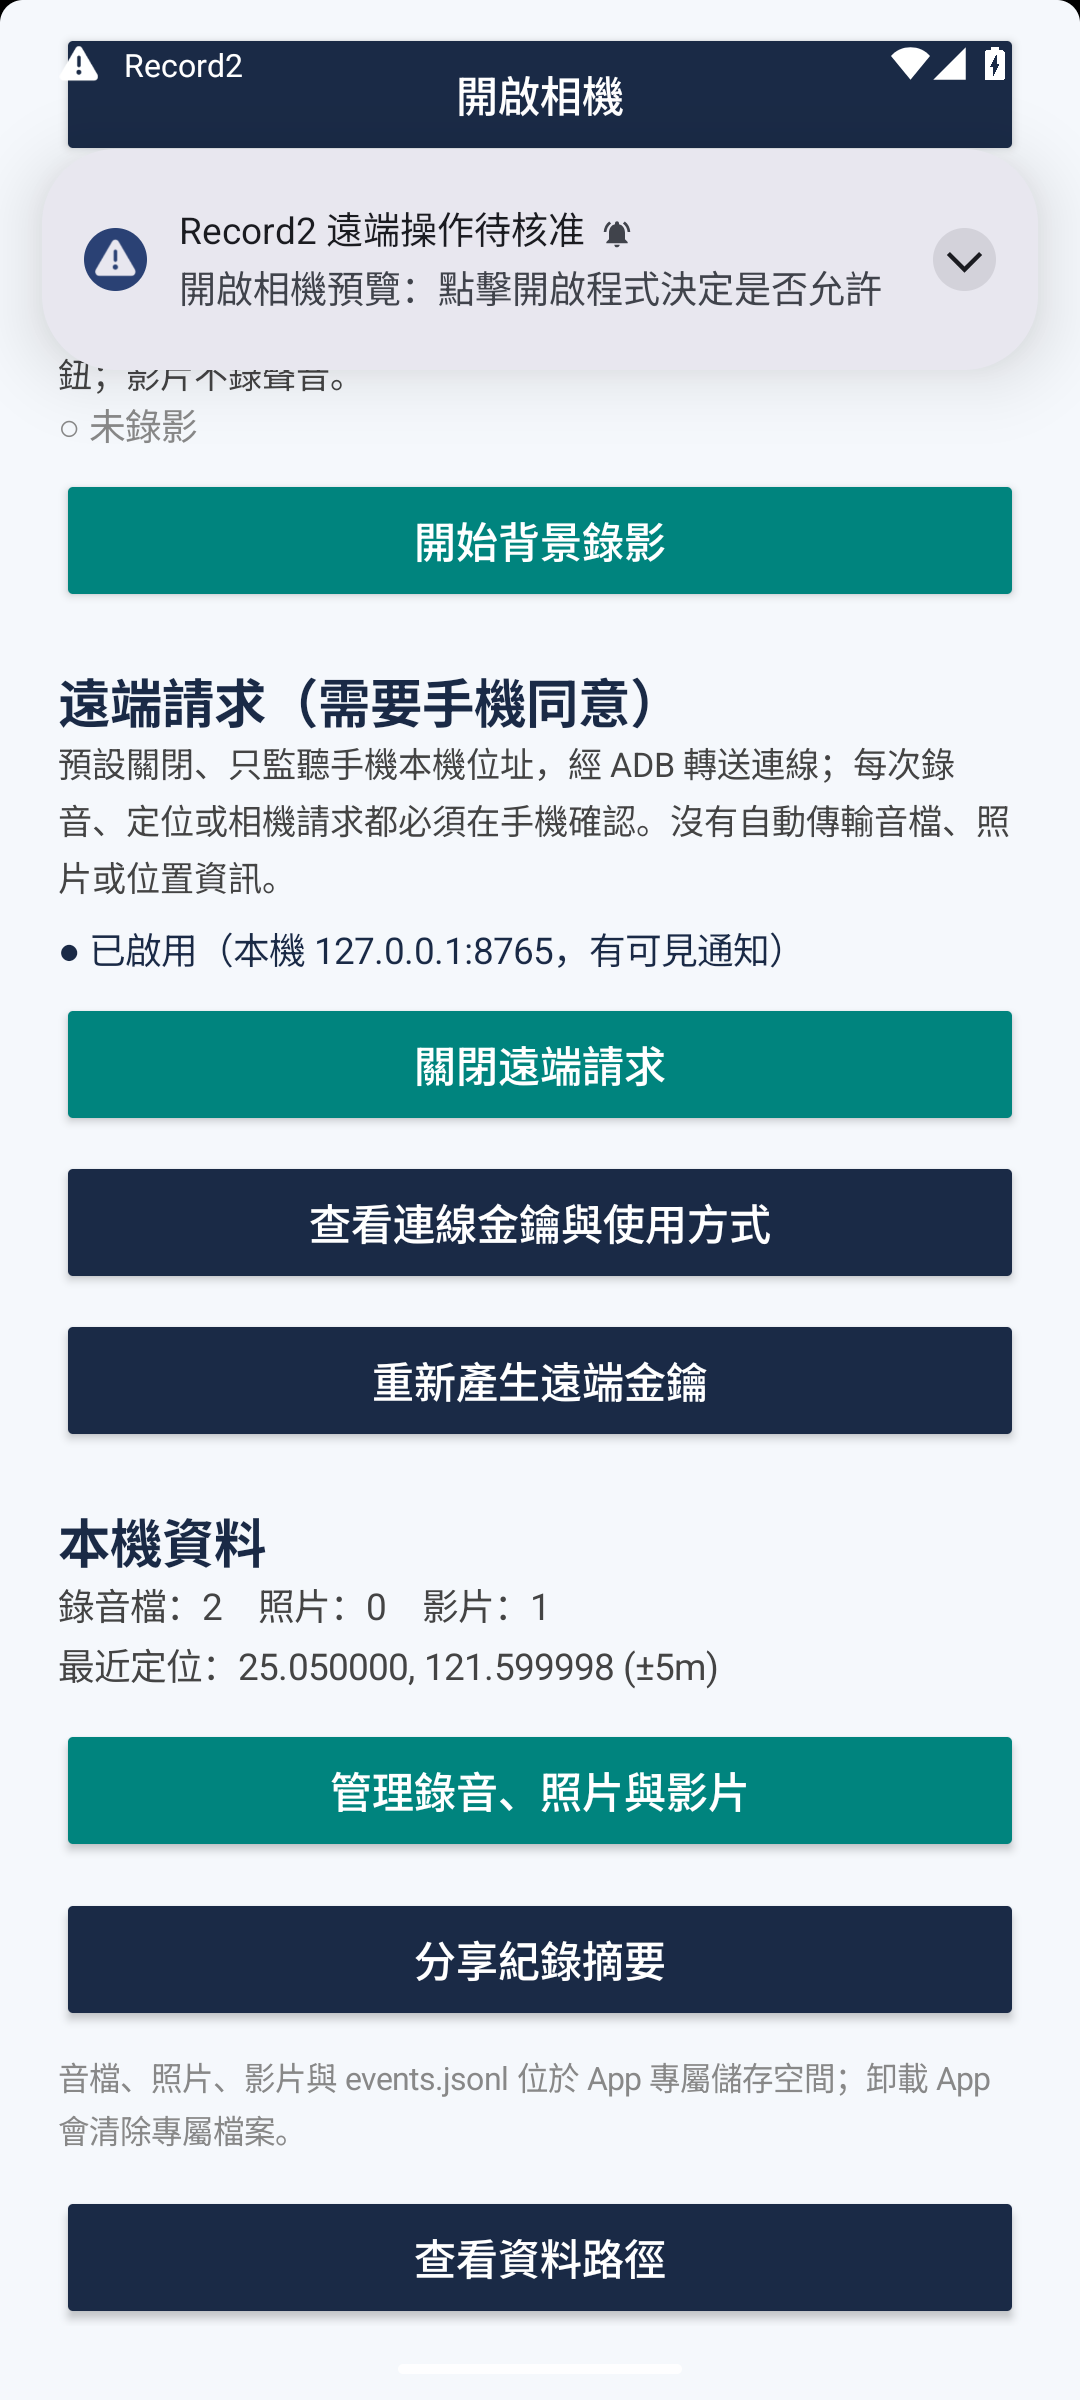 Record2
開啟相機
Record2 遠端操作待核准
開啟相機預覽：點擊開啟程式決定是否允許
鈕；影片不錄聲音。
○ 未錄影
開始背景錄影
遠端請求（需要手機同意）
預設關閉、只監聽手機本機位址，經 ADB 轉送連線；每次錄
音、定位或相機請求都必須在手機確認。沒有自動傳輸音檔、照
片或位置資訊。
● 已啟用（本機 127.0.0.1:8765，有可見通知）
關閉遠端請求
查看連線金鑰與使用方式
重新產生遠端金鑰
本機資料
錄音檔：2　照片：0　影片：1
最近定位：25.050000, 121.599998 (±5m)
管理錄音、照片與影片
分享紀錄摘要
音檔、照片、影片與 events.jsonl 位於 App 專屬儲存空間；卸載 App
會清除專屬檔案。
查看資料路徑